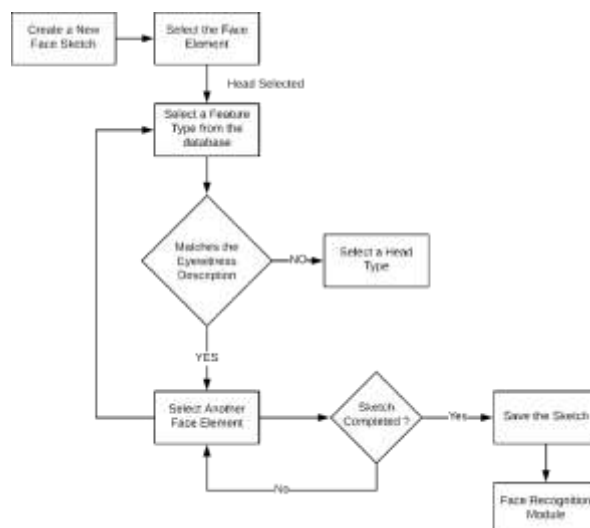 Create a New
Face Sketch
Select the Face
Element
Head Selected
Select a Feature
Type from the
database
Matches the
Eyewitness
Description
NO
Select a Head
Type
YES
Select Another
Face Element
Sketch
Completed ?
Yes
Save the Sketch
No
Face Recognition
Module